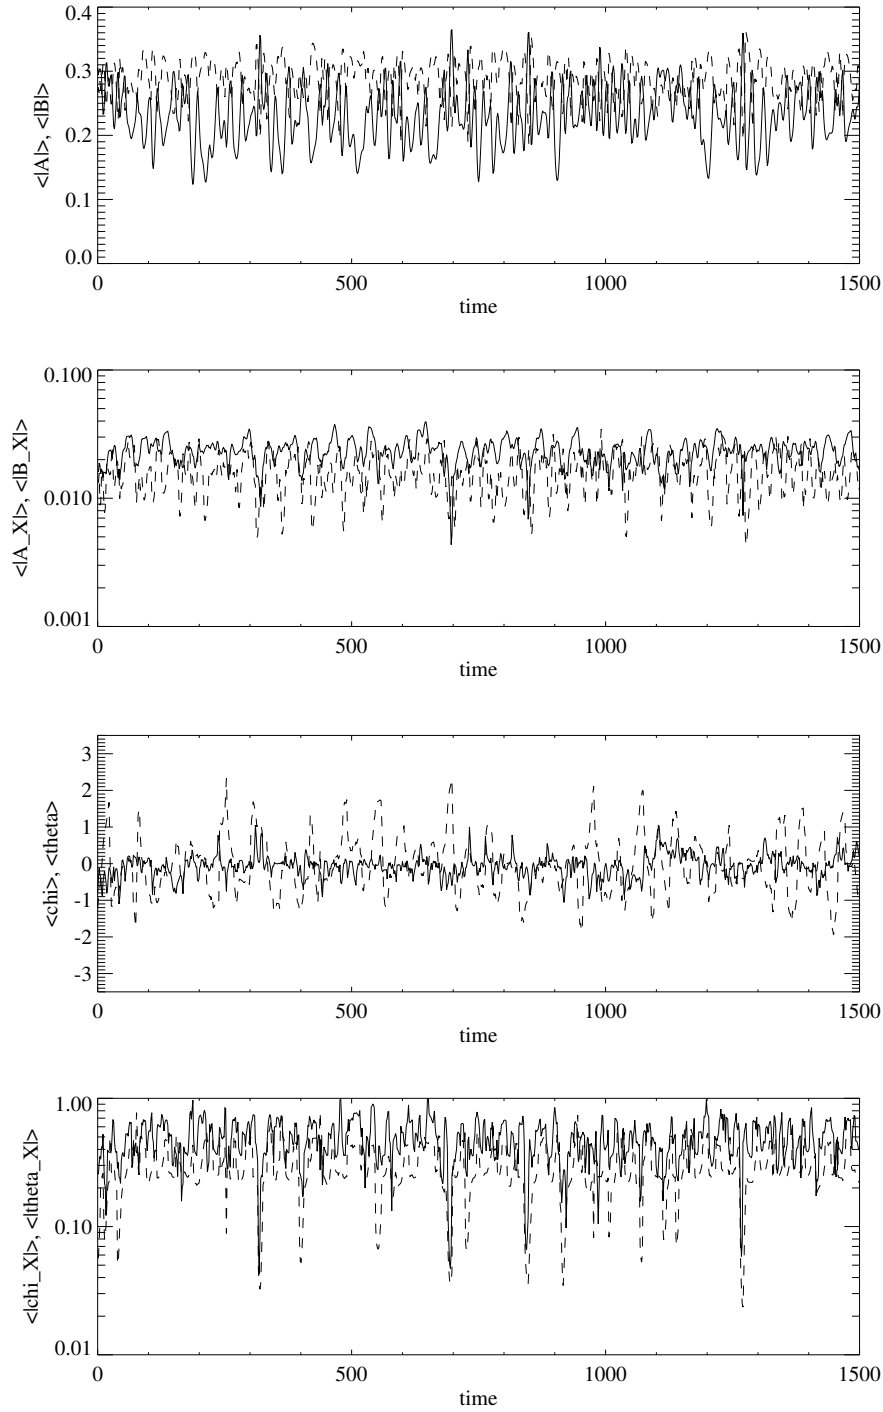 0.4
0.3
0.2
0.1
0.0
<|A|>, <|B|>
0 500 1000 1500
time
0.100
0.010
0.001
<|A_X|>, <|B_X|>
0 500 1000 1500
time
3
2
1
0
-1
-2
-3
<chi>, <theta>
0 500 1000 1500
time
1.00
0.10
0.01
<|chi_X|>, <|theta_X|>
0 500 1000 1500
time